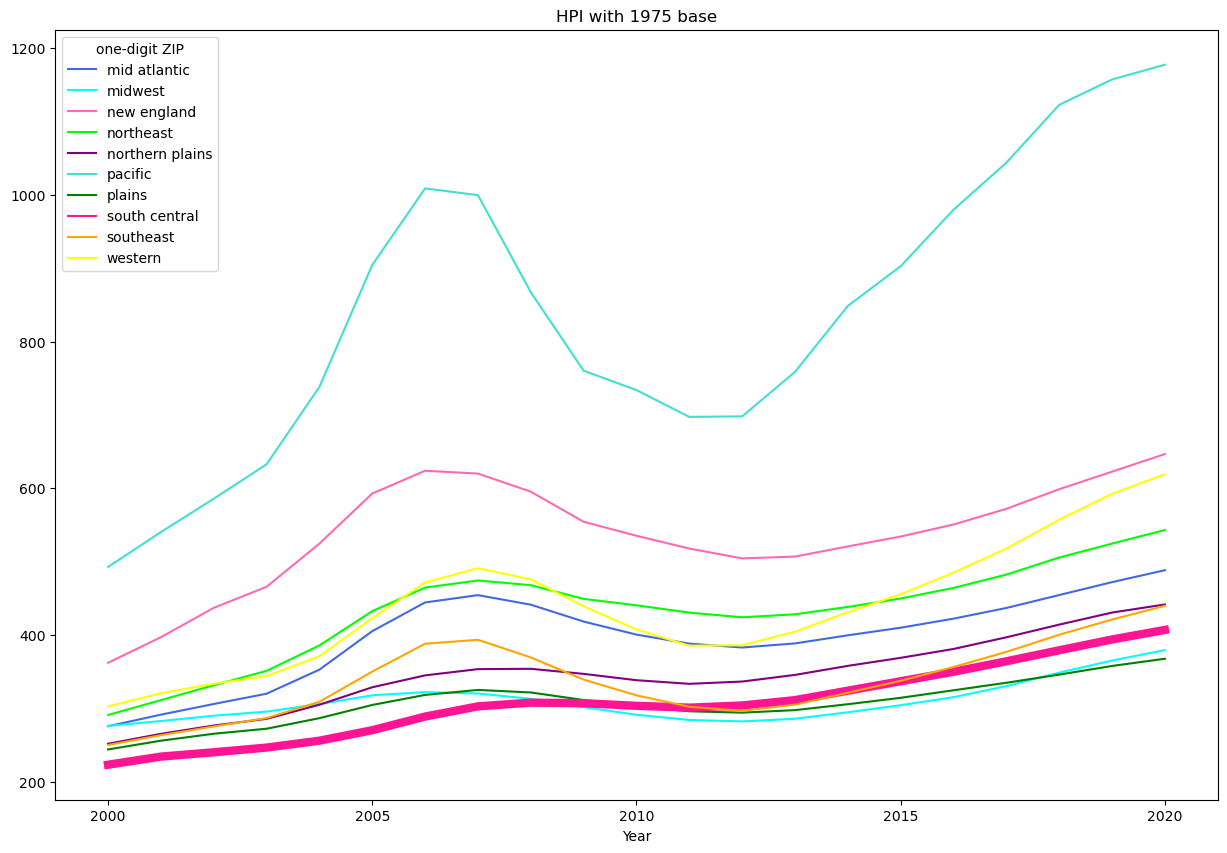 HPI with 1975 base
1200
1000
800
600
400
200
one-digit ZIP
mid atlantic
midwest
new england
northeast
northern plains
pacific
plains
south central
southeast
western
2000 2005 2010 2015 2020
Year